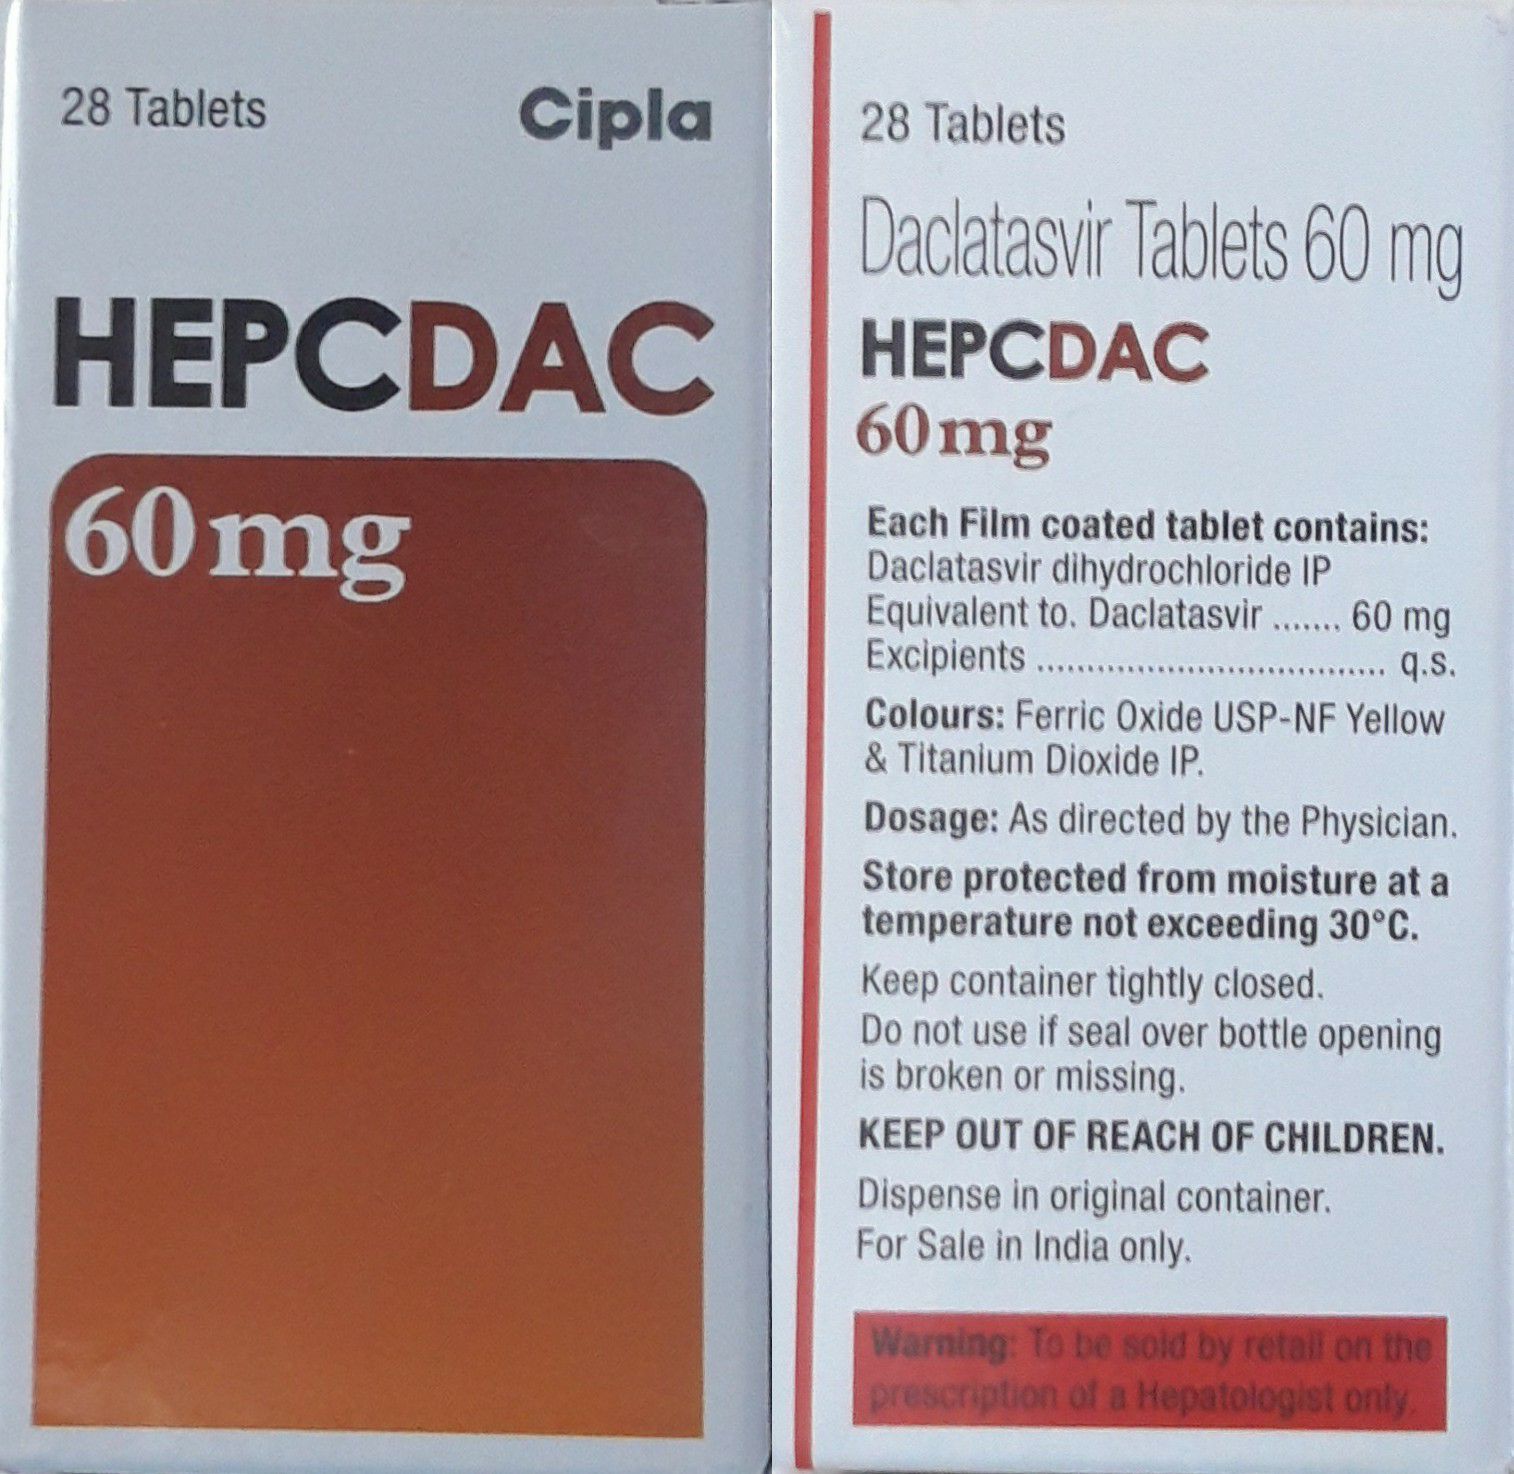 28 Tablets
Cipla
HEPCDAC
60 mg
28 Tablets
Daclatasvir Tablets 60 mg
HEPCDAC
60 mg
Each Film coated tablet contains:
Daclatasvir dihydrochloride IP
Equivalent to. Daclatasvir ....... 60 mg
Excipients ................................... q.s.
Colours: Ferric Oxide USP-NF Yellow
& Titanium Dioxide IP.
Dosage: As directed by the Physician.
Store protected from moisture at a
temperature not exceeding 30°C.
Keep container tightly closed.
Do not use if seal over bottle opening
is broken or missing.
KEEP OUT OF REACH OF CHILDREN.
Dispense in original container.
For Sale in India only.
Warning: To be sold by retail on the
prescription of a Hepatologist only.